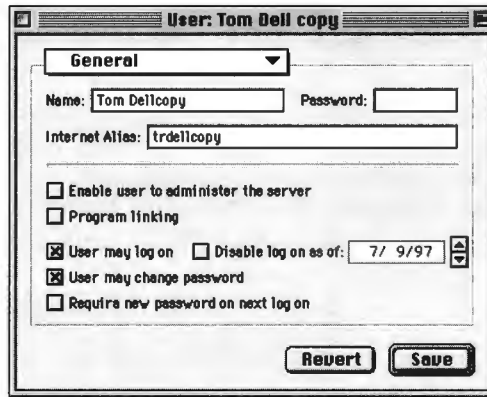 User: Tom Dell copy
General
Name: Tom Dellcopy Password:
Internet Alias: trdellcopy
Enable user to administer the server
Program linking
User may log on Disable log on as of: 7/ 9/97
User may change password
Require new password on next log on
Revert Save